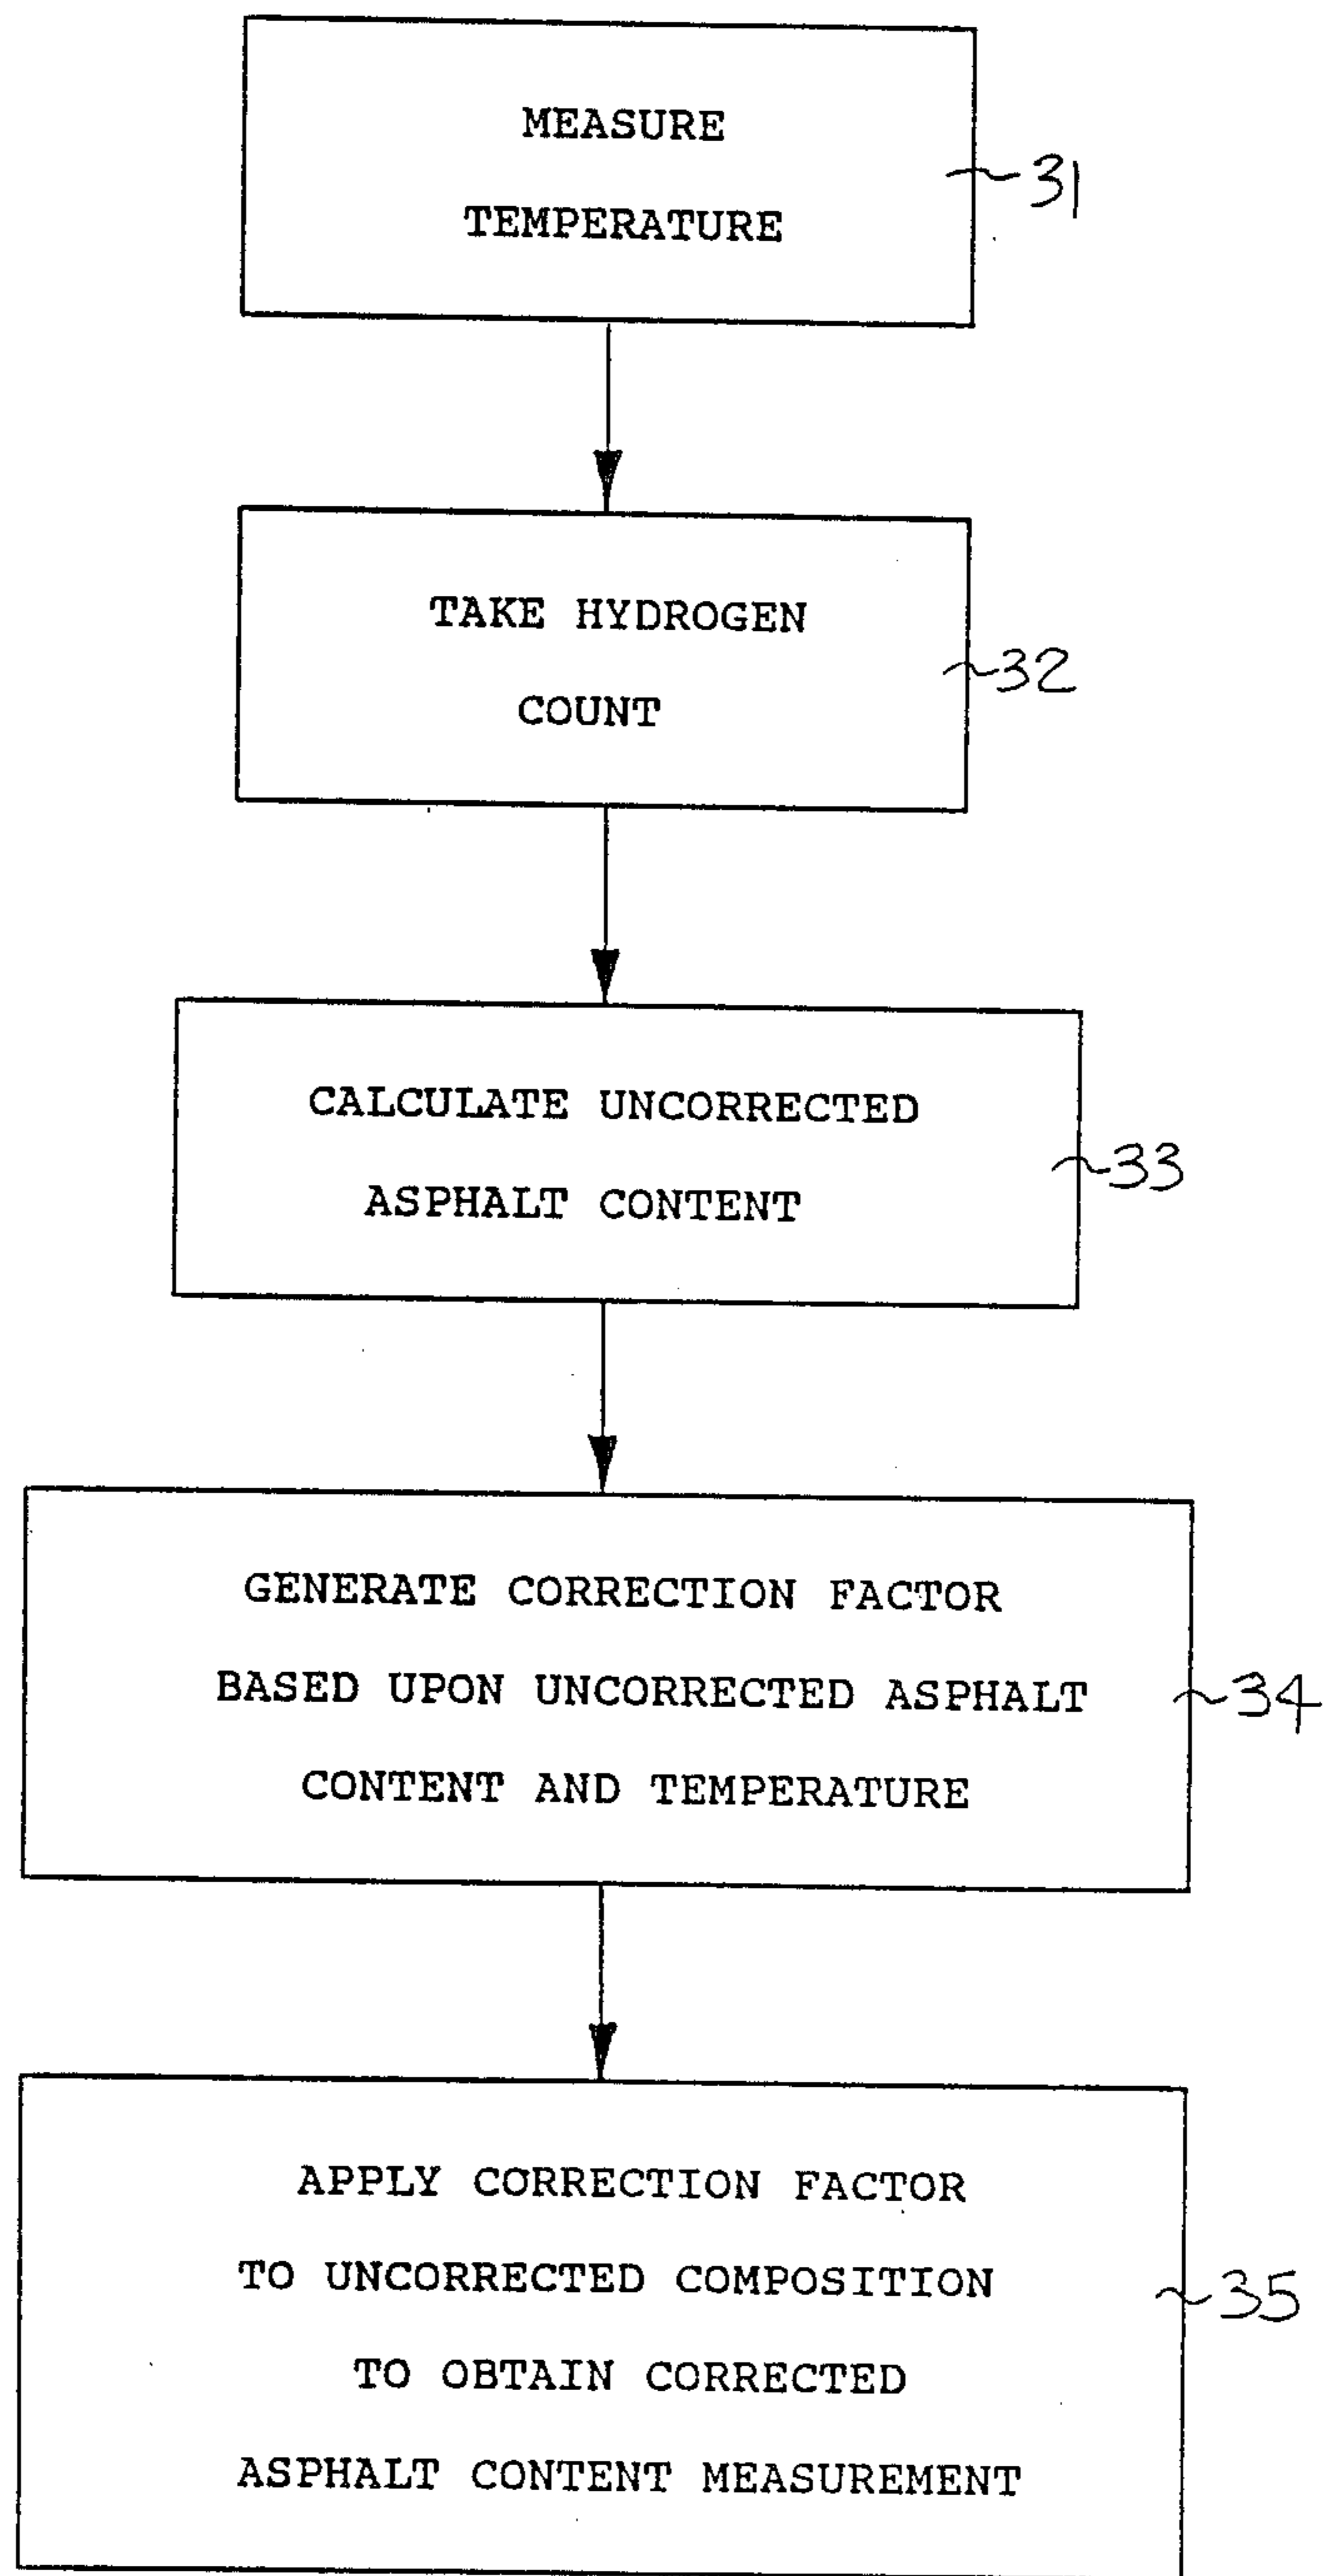 MEASURE
TEMPERATURE
31
TAKE HYDROGEN
COUNT
32
CALCULATE UNCORRECTED
ASPHALT CONTENT
33
GENERATE CORRECTION FACTOR
BASED UPON UNCORRECTED ASPHALT
CONTENT AND TEMPERATURE
34
APPLY CORRECTION FACTOR
TO UNCORRECTED COMPOSITION
TO OBTAIN CORRECTED
ASPHALT CONTENT MEASUREMENT
35